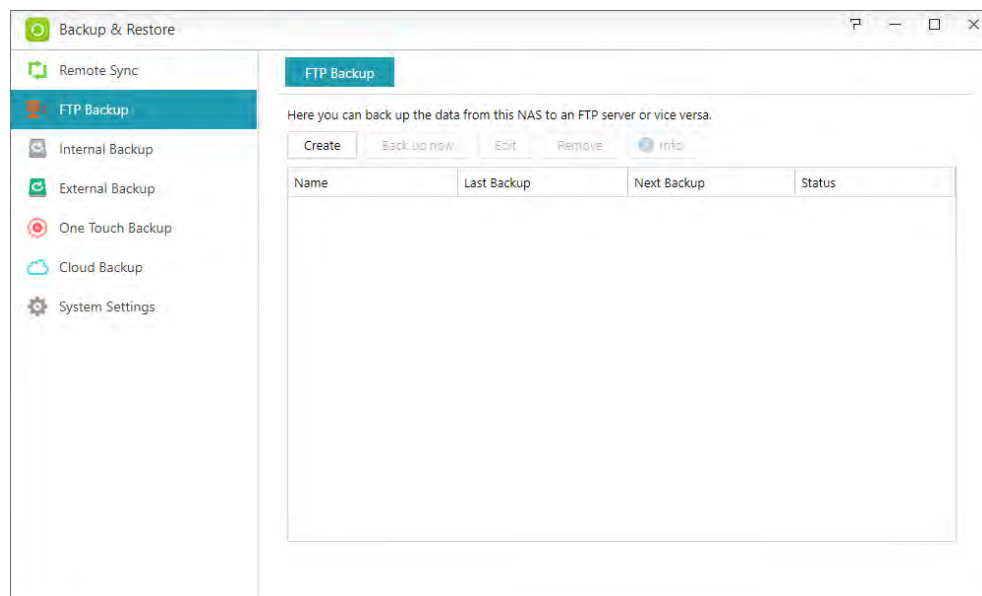 Backup & Restore
Remote Sync
FTP Backup
Internal Backup
External Backup
One Touch Backup
Cloud Backup
System Settings
FTP Backup
Here you can back up the data from this NAS to an FTP server or vice versa.
Create Back up now Edit Remove Info
Name Last Backup Next Backup Status